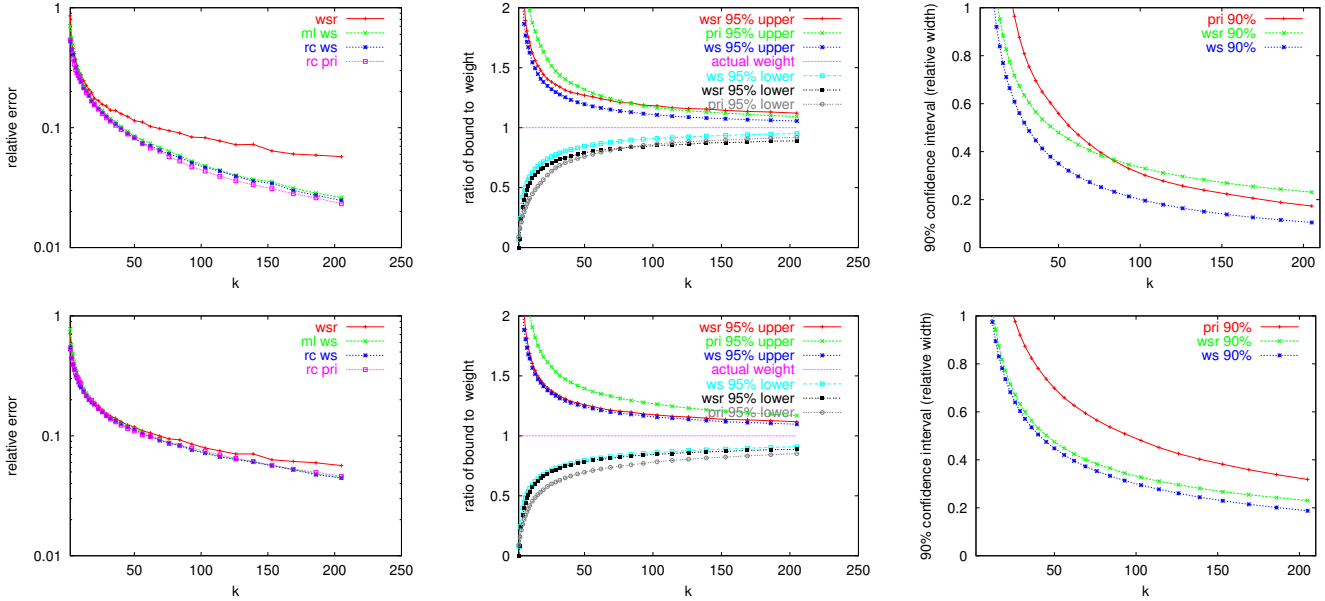 relative error
1
0.1
0.01
50
100
150
200
250
k
wsr
ml ws
rc ws
rc pri
ratio of bound to weight
2
1.5
1
0.5
0
50
100
150
200
250
k
wsr 95% upper
pri 95% upper
ws 95% upper
actual weight
ws 95% lower
wsr 95% lower
pri 95% lower
90% confidence interval (relative width)
1
0.8
0.6
0.4
0.2
0
50
100
150
200
k
pri 90%
wsr 90%
ws 90%
relative error
1
0.1
0.01
50
100
150
200
250
k
wsr
ml ws
rc ws
rc pri
ratio of bound to weight
2
1.5
1
0.5
0
50
100
150
200
250
k
wsr 95% upper
pri 95% upper
ws 95% upper
actual weight
ws 95% lower
wsr 95% lower
pri 95% lower
90% confidence interval (relative width)
1
0.8
0.6
0.4
0.2
0
50
100
150
200
k
pri 90%
wsr 90%
ws 90%